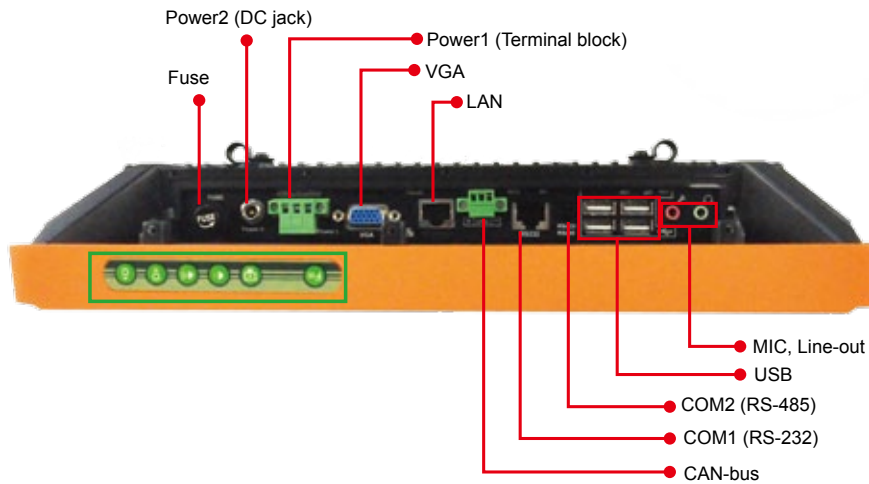 Power2 (DC jack)
Power1 (Terminal block)
Fuse
VGA
LAN
FUSE
VGA
RS232
MIC, Line-out
USB
COM2 (RS-485)
COM1 (RS-232)
CAN-bus